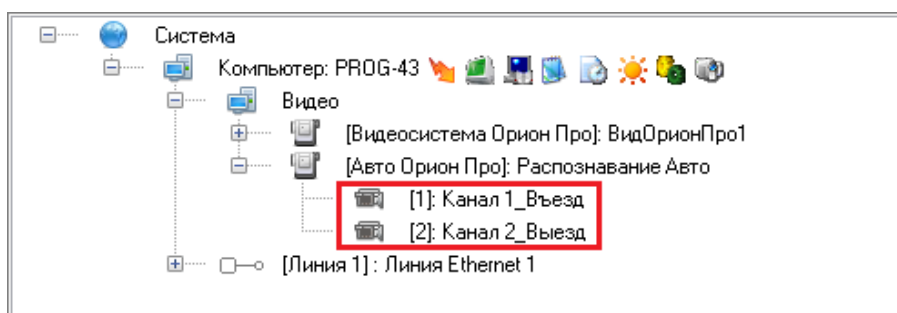 Система
Компьютер: PROG-43
Видео
[Видеосистема Орион Про]: ВидОрионПро1
[Авто Орион Про]: Распознавание Авто
[1]: Канал 1_Въезд
[2]: Канал 2_Выезд
[Линия 1] : Линия Ethernet 1